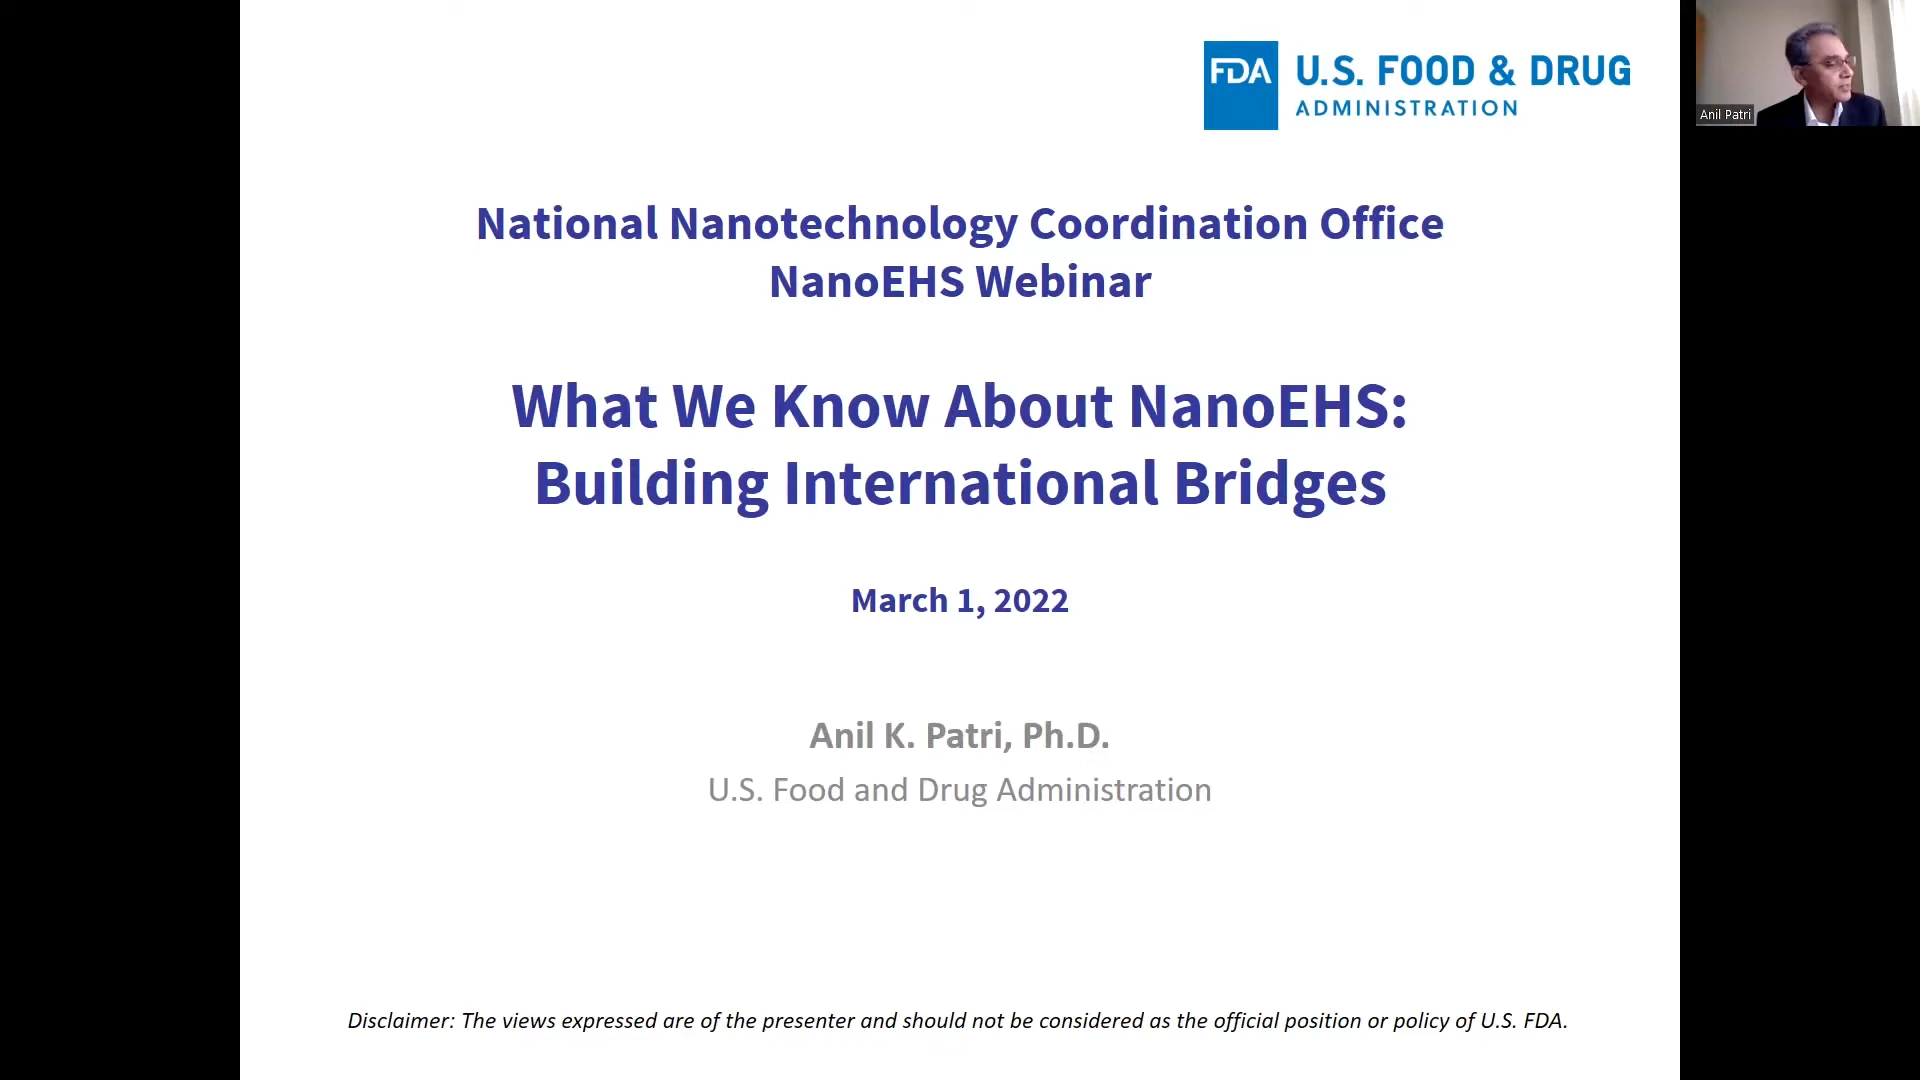 FDA U.S. FOOD & DRUG
ADMINISTRATION
Anil Patri
National Nanotechnology Coordination Office
NanoEHS Webinar
What We Know About NanoEHS:
Building International Bridges
March 1, 2022
Anil K. Patri, Ph.D.
U.S. Food and Drug Administration
Disclaimer: The views expressed are of the presenter and should not be considered as the official position or policy of U.S. FDA.